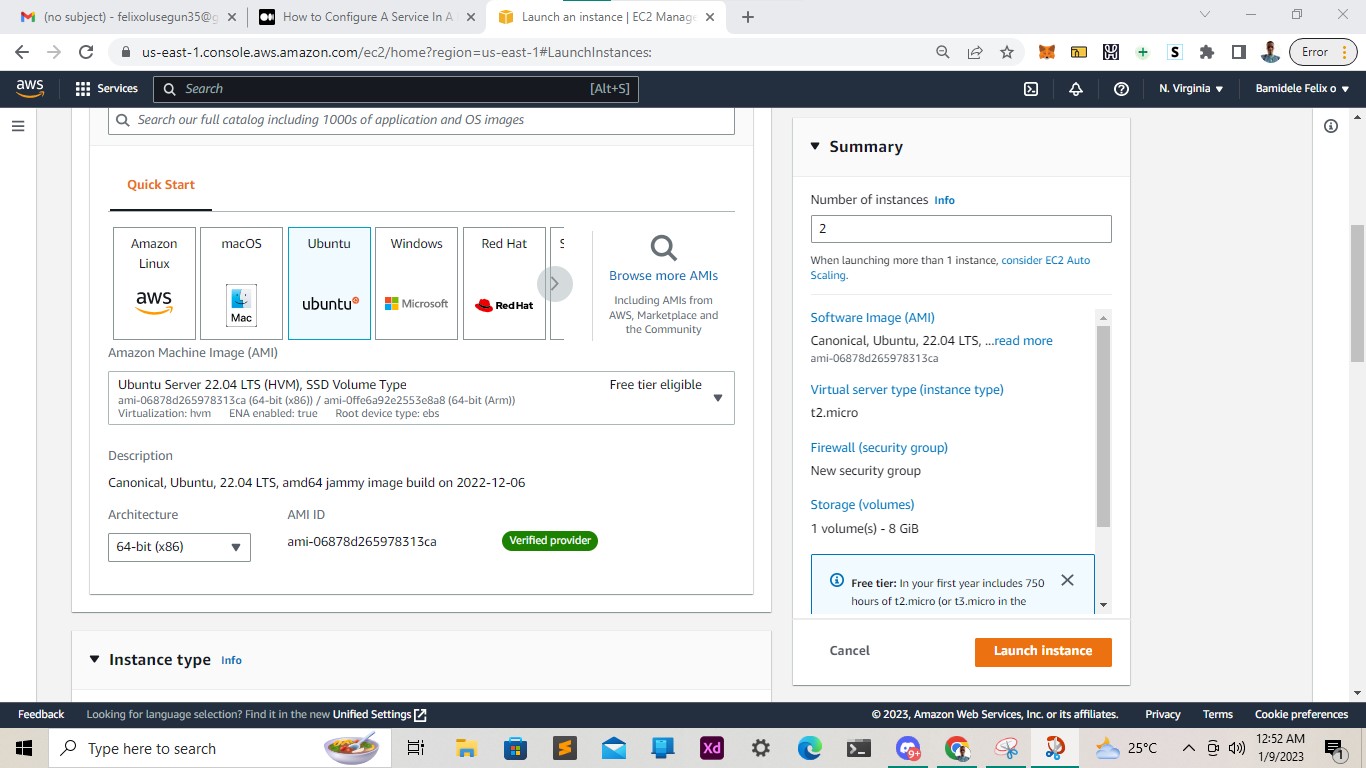 (no subject) - felixolusegun35@g
How to Configure A Service In A
Launch an instance | EC2 Manage
us-east-1.console.aws.amazon.com/ec2/home?region=us-east-1#LaunchInstances:
S
Error
aws
Services
Search
[Alt+S]
N. Virginia
Bamidele Felix o
Search our full catalog including 1000s of application and OS images
Quick Start
Amazon
Linux
aws
macOS
Mac
Ubuntu
ubuntu
Windows
Microsoft
Red Hat
Red Hat
S
Browse more AMIs
Including AMIs from
AWS, Marketplace and
the Community
Amazon Machine Image (AMI)
Ubuntu Server 22.04 LTS (HVM), SSD Volume Type
Free tier eligible
ami-06878d265978313ca (64-bit (x86)) / ami-0ffe6a92e2553e8a8 (64-bit (Arm))
Virtualization: hvm ENA enabled: true Root device type: ebs
Description
Canonical, Ubuntu, 22.04 LTS, amd64 jammy image build on 2022-12-06
Architecture
AMI ID
64-bit (x86)
ami-06878d265978313ca
Verified provider
Instance type Info
Summary
Number of instances Info
2
When launching more than 1 instance, consider EC2 Auto
Scaling.
Software Image (AMI)
Canonical, Ubuntu, 22.04 LTS, ...read more
ami-06878d265978313ca
Virtual server type (instance type)
t2.micro
Firewall (security group)
New security group
Storage (volumes)
1 volume(s) - 8 GiB
Free tier: In your first year includes 750
hours of t2.micro (or t3.micro in the
Cancel
Launch instance
Feedback
Looking for language selection? Find it in the new Unified Settings
© 2023, Amazon Web Services, Inc. or its affiliates.
Privacy
Terms
Cookie preferences
Type here to search
Xd
9+
25°C
12:52 AM
1/9/2023
1